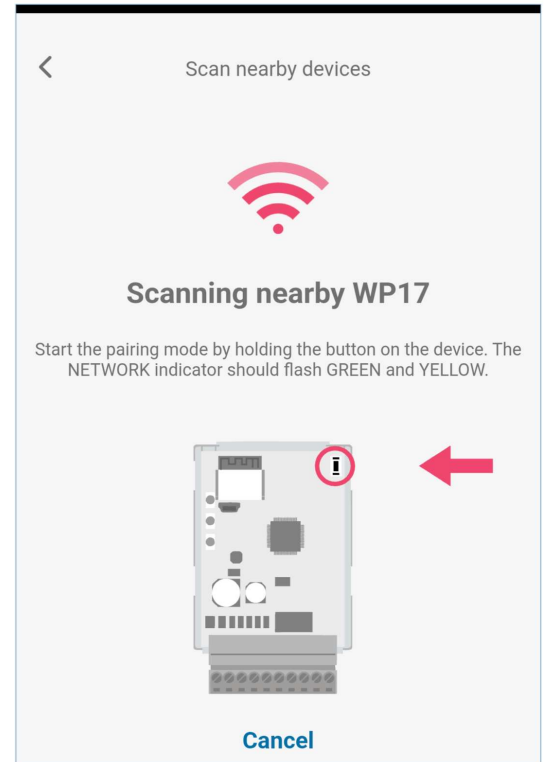 Scan nearby devices
Scanning nearby WP17
Start the pairing mode by holding the button on the device. The
NETWORK indicator should flash GREEN and YELLOW.
Cancel